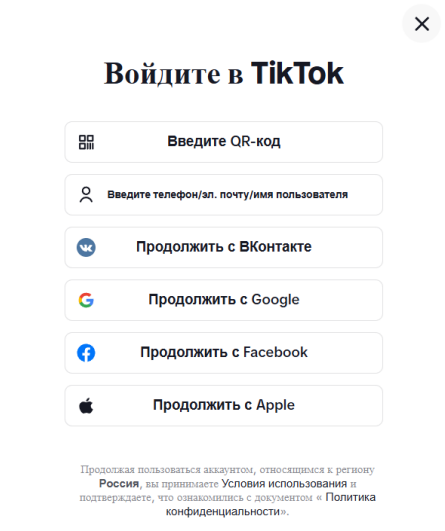 Войдите в TikTok
Введите QR-код
Введите телефон/эл. почту/имя пользователя
Продолжить с ВКонтакте
Продолжить с Google
Продолжить с Facebook
Продолжить с Apple
Продолжая пользоваться аккаунтом, относящимся к региону
Россия, вы принимаете Условия использования и
подтверждаете, что ознакомились с документом « Политика
конфиденциальности».